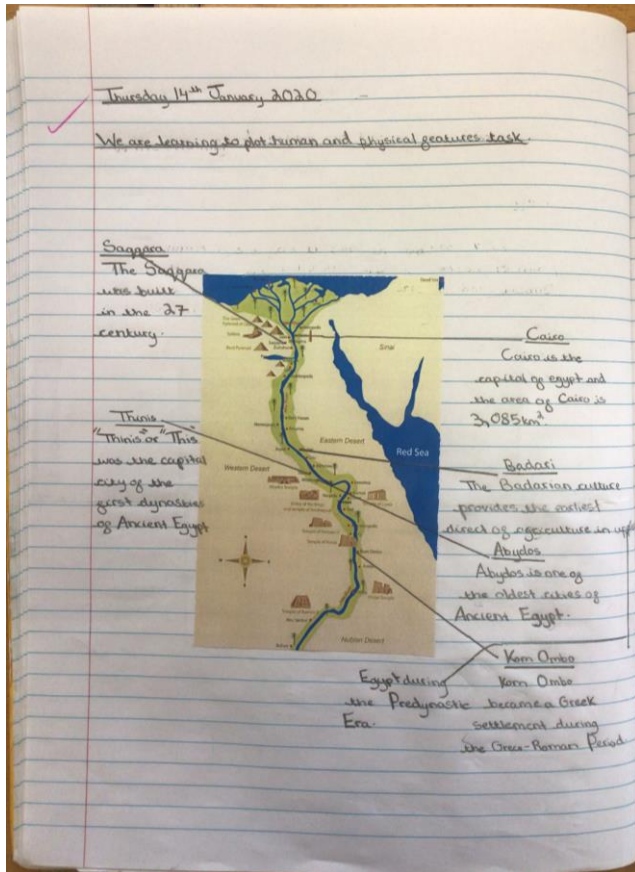 Thursday 14th January 2020
We are learning to plot human and physical features task.
Saqqara
The Saqqara
was built
in the 27
century.
Cairo
Cairo is the
capital of egypt and
the area of Cairo is
3,085km².
Thinis
"Thinis" or "This"
was the capital
city of the
first dynasties
of Ancient Egypt
Sinai
Eastern Desert
Red Sea
Western Desert
Nubian Desert
Badari
The Badarian culture
provides the earliest
direct of agriculture in upp
Abydos
Abydos is one of
the oldest cities of
Ancient Egypt.
Egypt during
the Predynastic
Era.
Kom Ombo
Kom Ombo
became a Greek
settlement during
the Greco-Roman Period